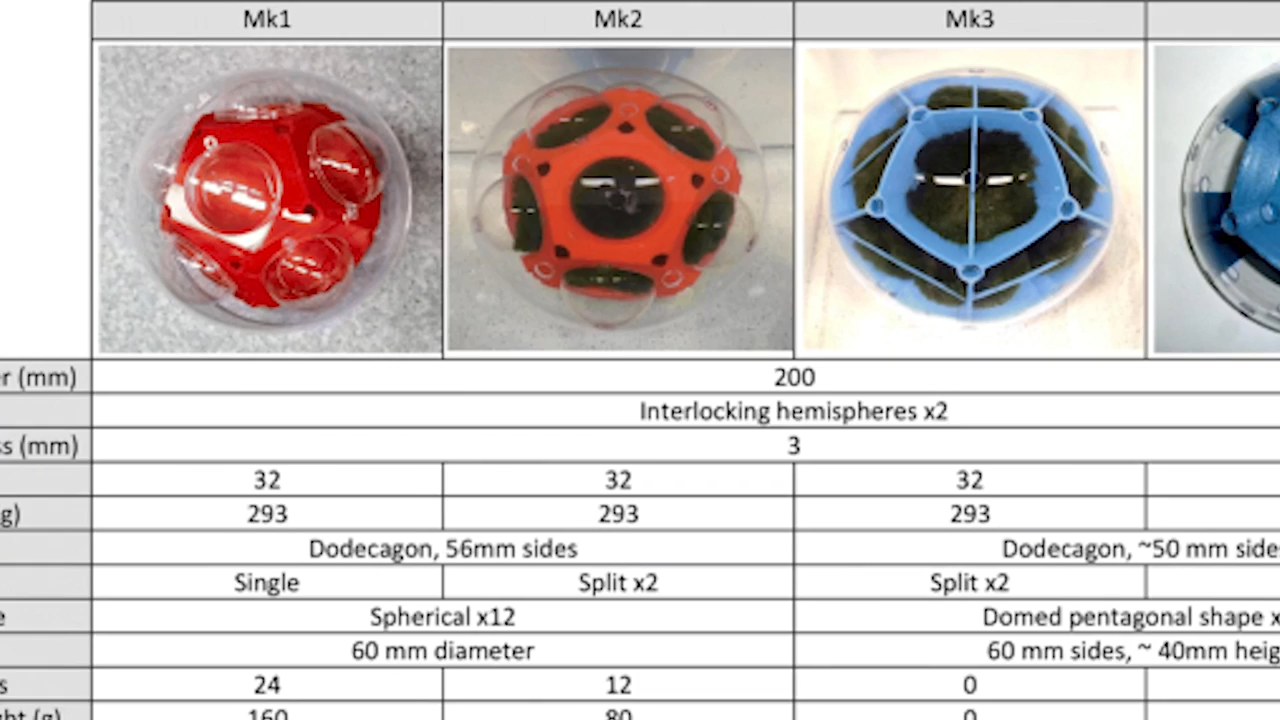 Mk1 Mk2 Mk3
r (mm) 200
Interlocking hemispheres x2
ss (mm) 3
32 32 32
g) 293 293 293
Dodecagon, 56mm sides Dodecagon, ~50 mm side
Single Split x2 Split x2
e Spherical x12 Domed pentagonal shape x
60 mm diameter 60 mm sides, ~ 40mm heig
s 24 12 0
ht (g) 160 80 0